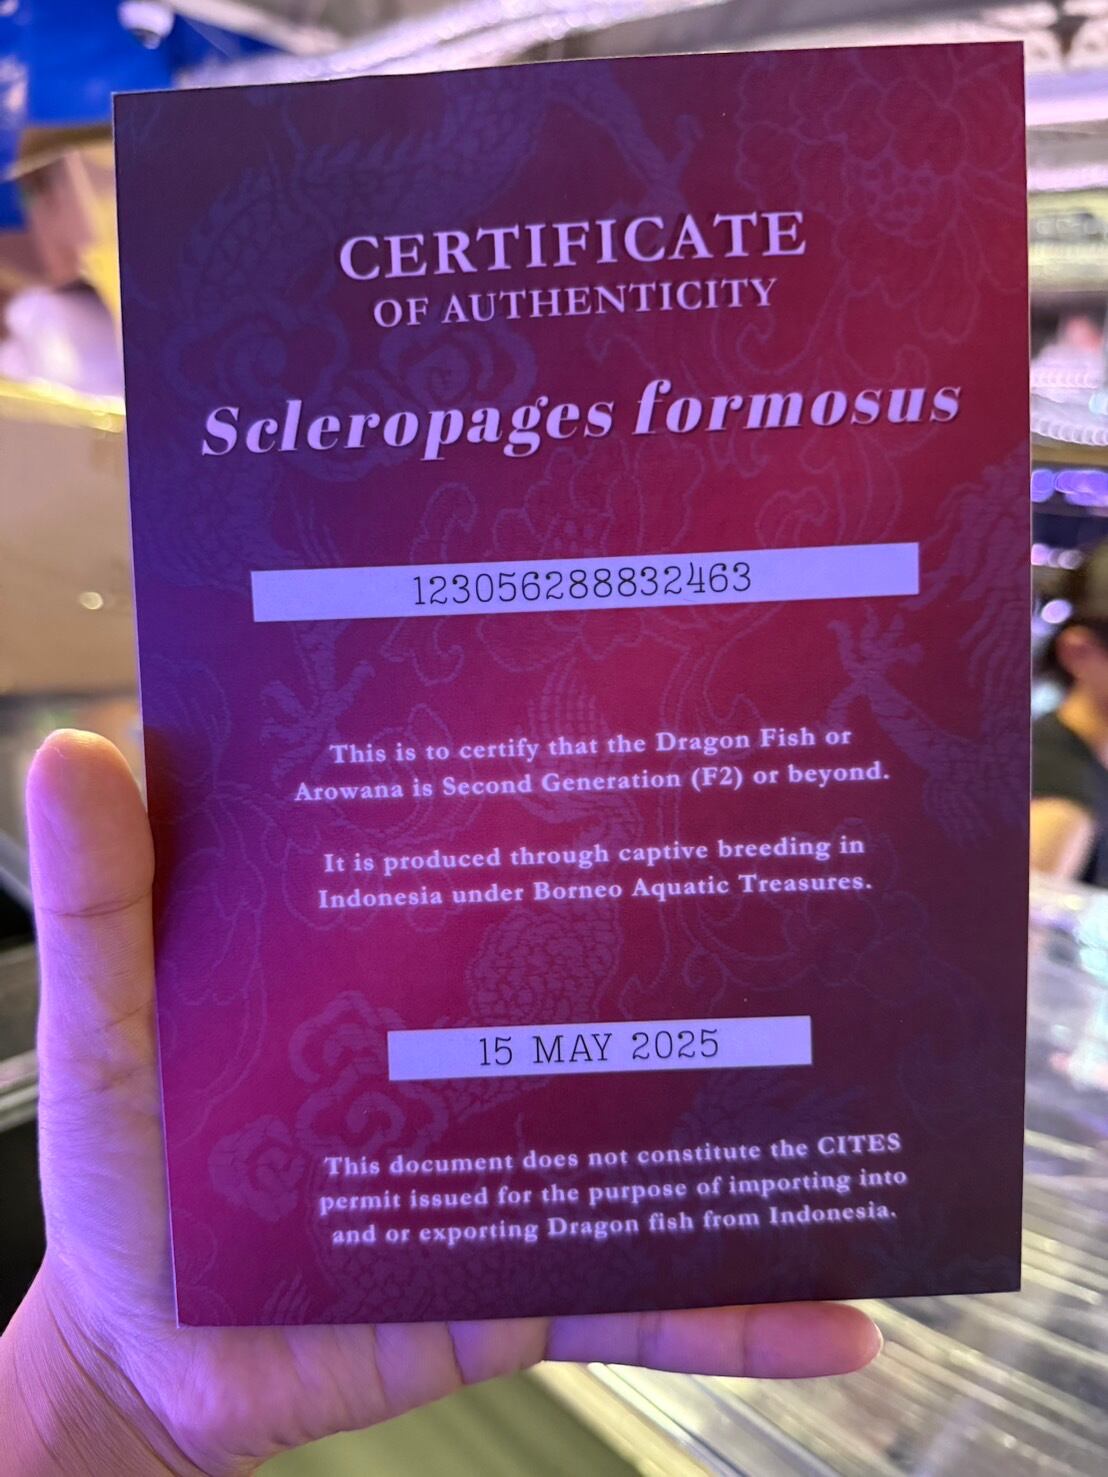 CERTIFICATE
OF AUTHENTICITY
Scleropages formosus
123056288832463
This is to certify that the Dragon Fish or
Arowana is Second Generation (F2) or beyond.
It is produced through captive breeding in
Indonesia under Borneo Aquatic Treasures.
15 MAY 2025
This document does not constitute the CITES
permit issued for the purpose of importing into
and or exporting Dragon fish from Indonesia.